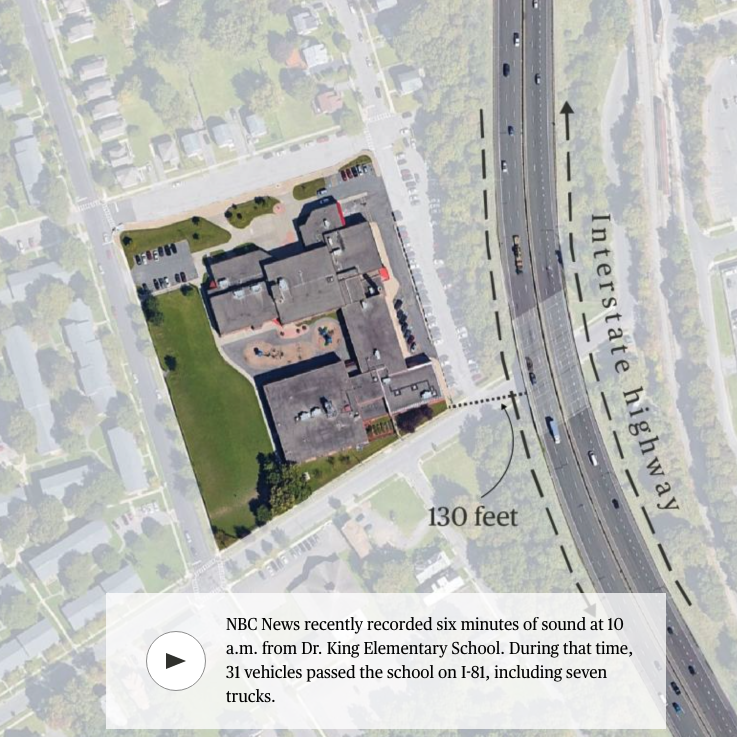 Interstate highway
130 feet
NBC News recently recorded six minutes of sound at 10
a.m. from Dr. King Elementary School. During that time,
31 vehicles passed the school on I-81, including seven
trucks.